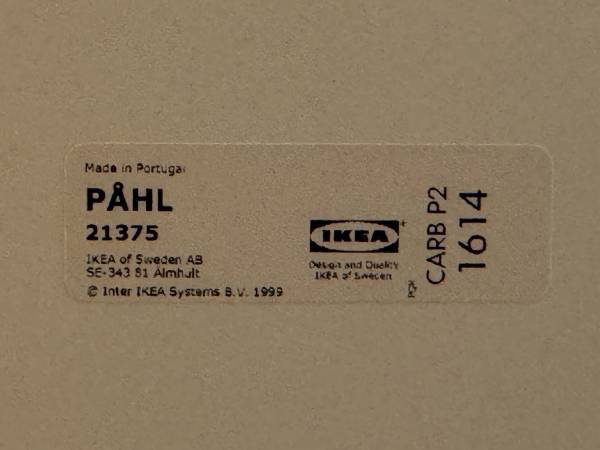 Made in Portugal
PÅHL
21375
IKEA of Sweden AB
SE-343 81 Älmhult
© Inter IKEA Systems B.V. 1999
IKEA
Design and Quality
IKEA of Sweden
CARB P2
1614